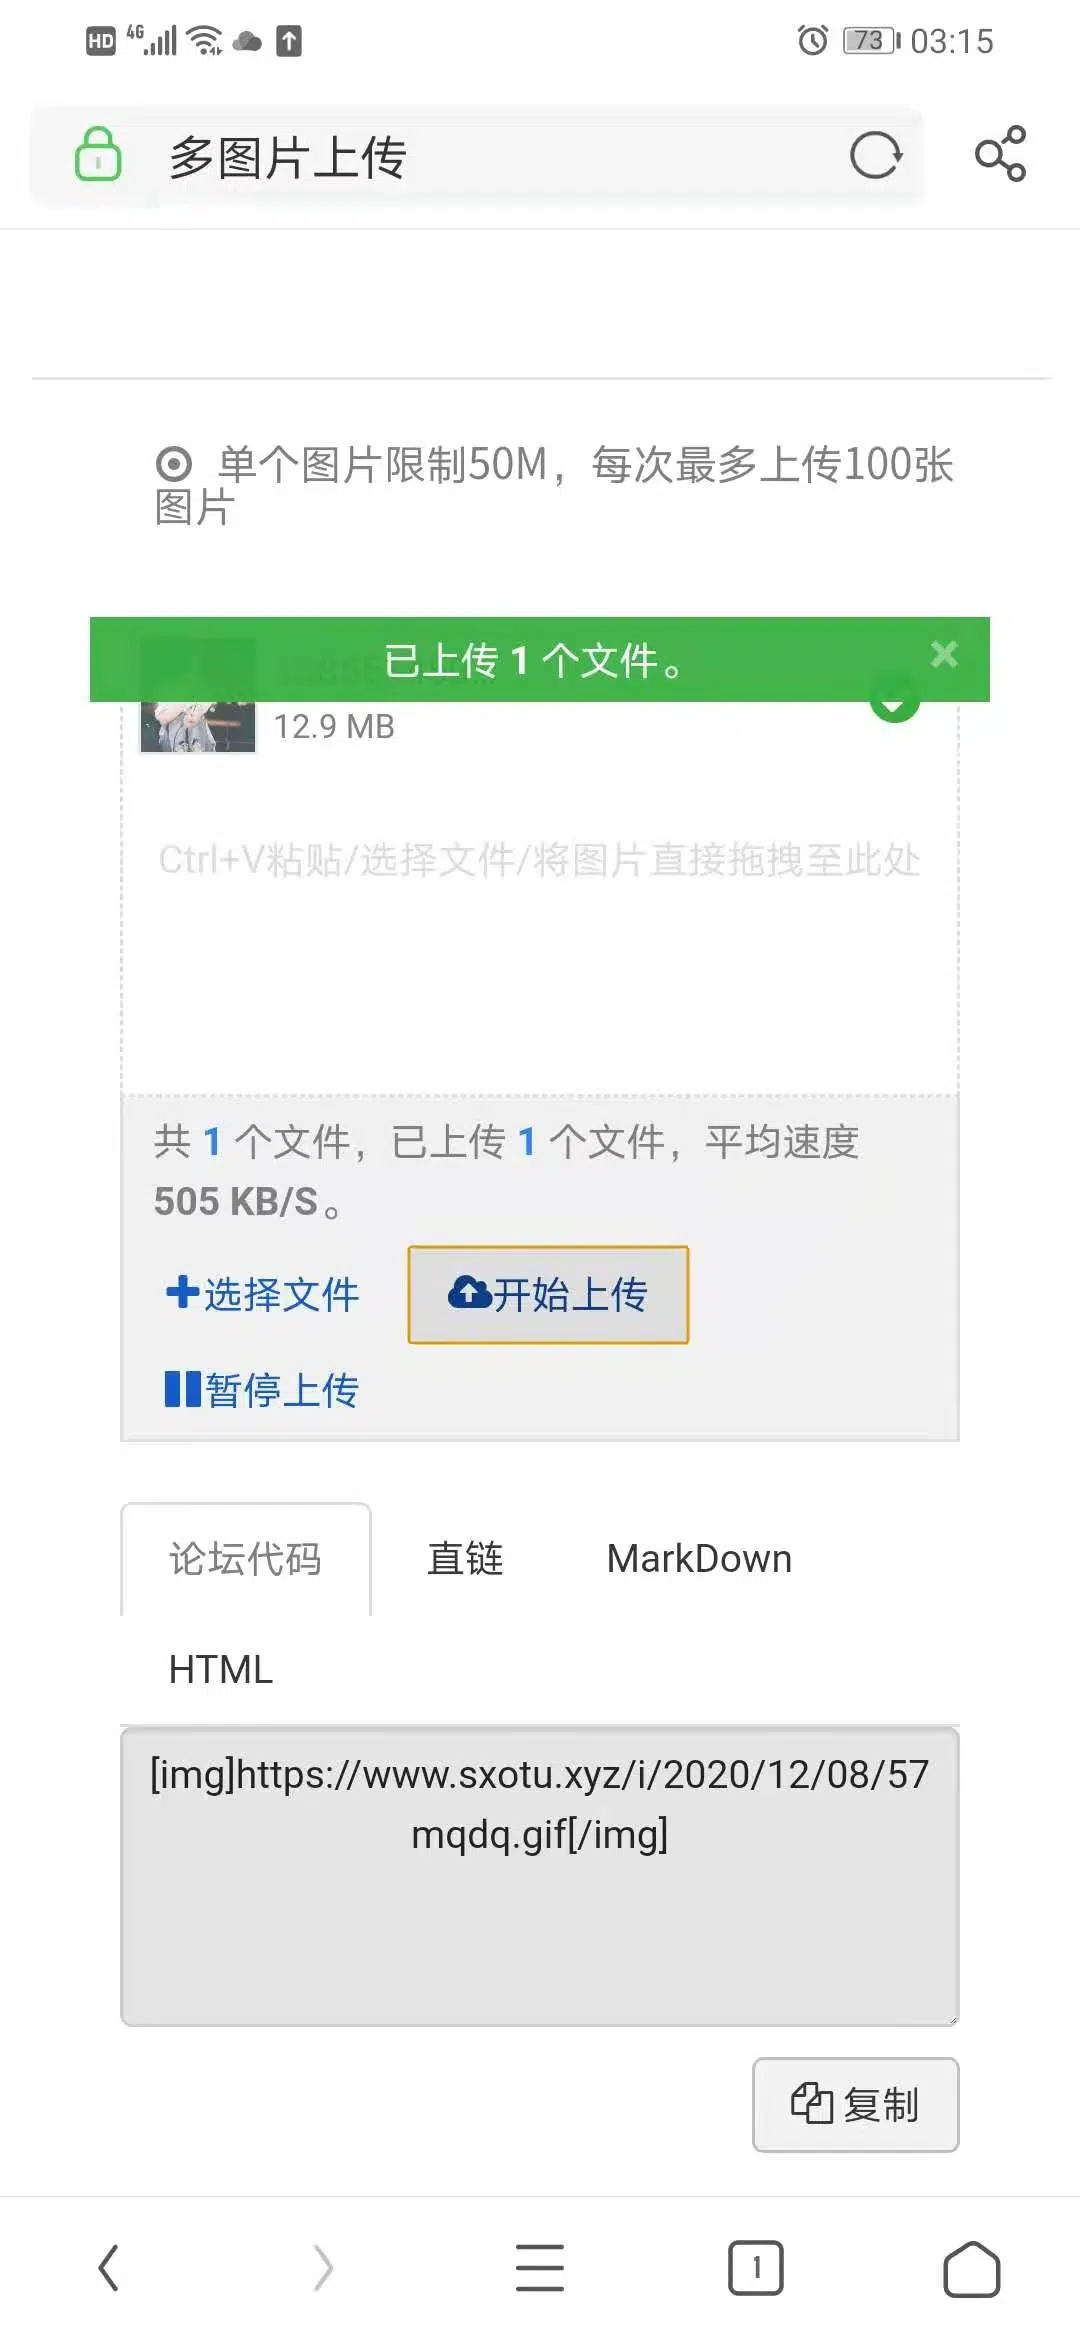 HD 4G 73 03:15
多图片上传
单个图片限制50M，每次最多上传100张
图片
已上传 1 个文件。
12.9 MB
Ctrl+V粘贴/选择文件/将图片直接拖拽至此处
共 1 个文件，已上传 1 个文件，平均速度
505 KB/S。
选择文件 开始上传
暂停上传
论坛代码 直链 MarkDown
HTML
[img]https://www.sxotu.xyz/i/2020/12/08/57
mqdq.gif[/img]
复制
1